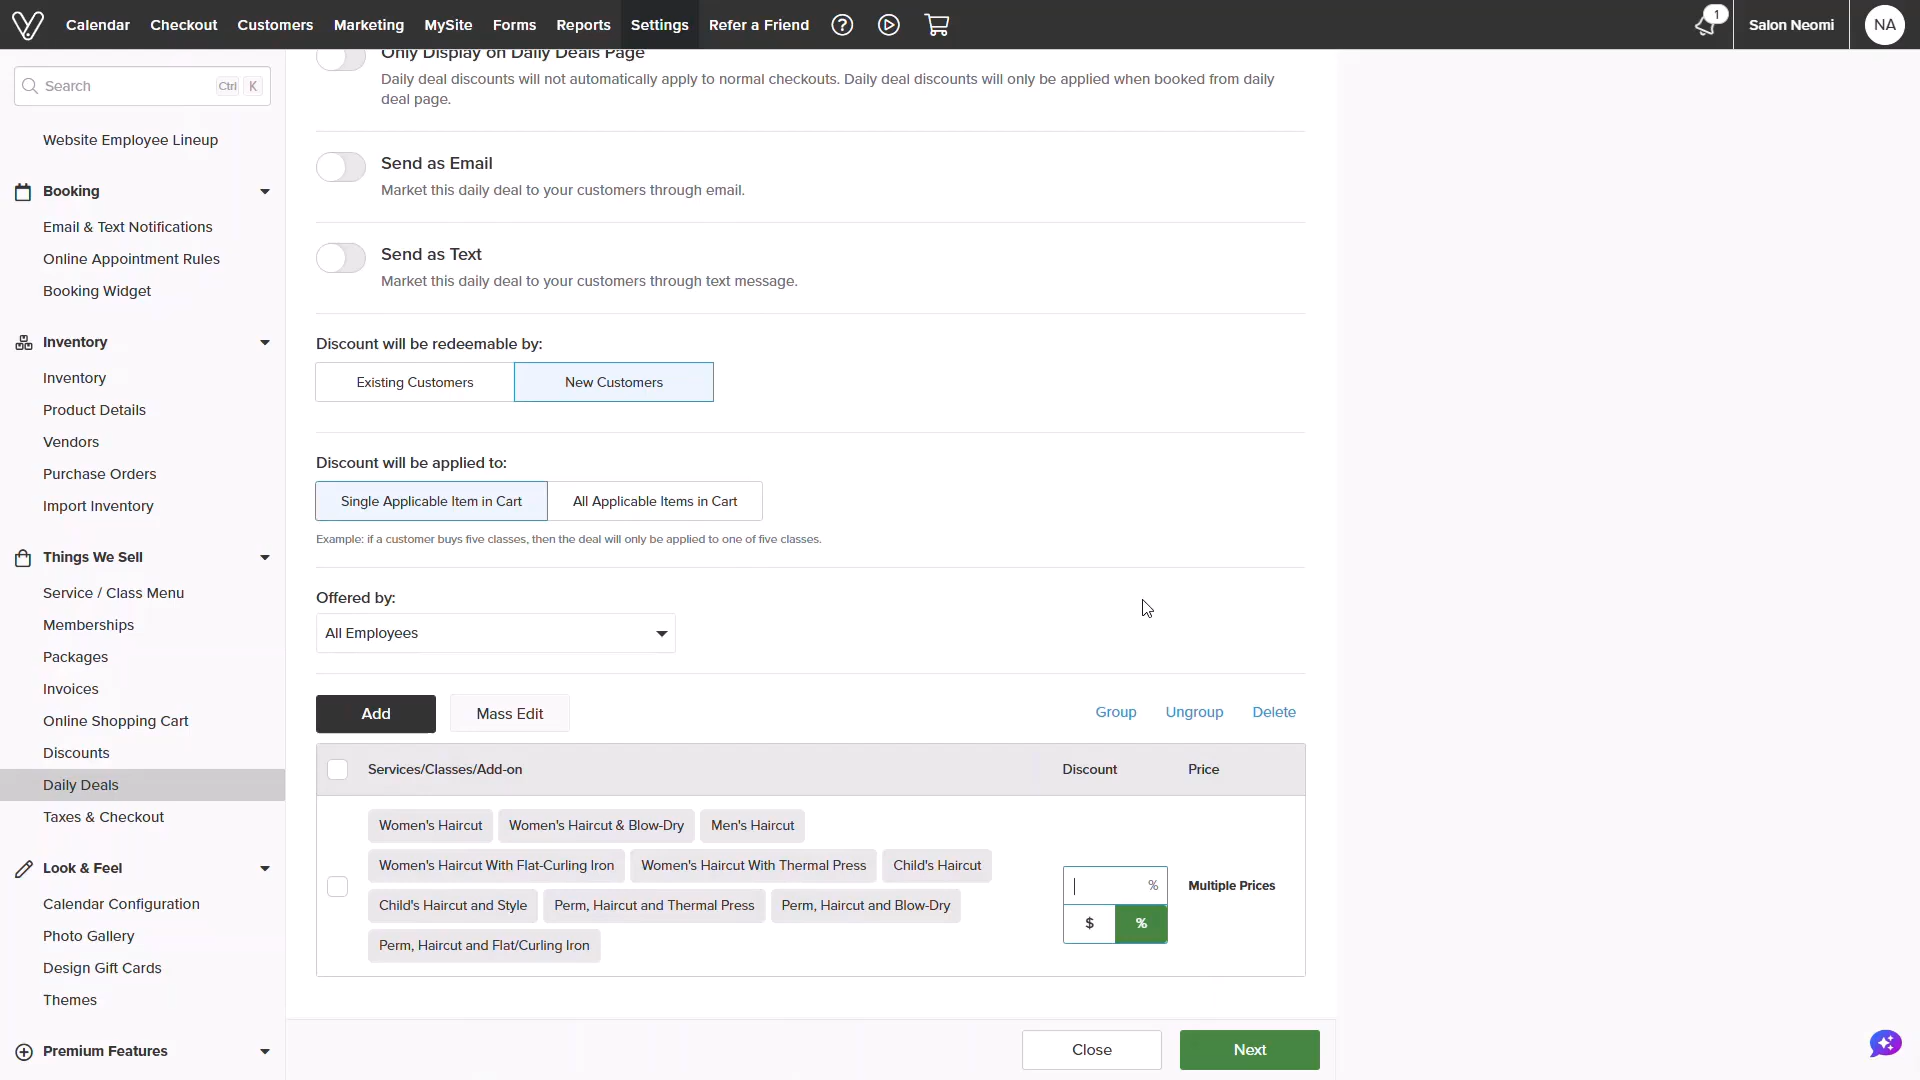 Calendar Checkout Customers Marketing MySite Forms Reports Settings Refer a Friend 1 Salon Neomi NA
Search Ctrl K
Website Employee Lineup
Booking
Email & Text Notifications
Online Appointment Rules
Booking Widget
Inventory
Inventory
Product Details
Vendors
Purchase Orders
Import Inventory
Things We Sell
Service / Class Menu
Memberships
Packages
Invoices
Online Shopping Cart
Discounts
Daily Deals
Taxes & Checkout
Look & Feel
Calendar Configuration
Photo Gallery
Design Gift Cards
Themes
Premium Features
Only Display on Daily Deals Page
Daily deal discounts will not automatically apply to normal checkouts. Daily deal discounts will only be applied when booked from daily
deal page.
Send as Email
Market this daily deal to your customers through email.
Send as Text
Market this daily deal to your customers through text message.
Discount will be redeemable by:
Existing Customers New Customers
Discount will be applied to:
Single Applicable Item in Cart All Applicable Items in Cart
Example: if a customer buys five classes, then the deal will only be applied to one of five classes.
Offered by:
All Employees
Add Mass Edit Group Ungroup Delete
Services/Classes/Add-on Discount Price
Women's Haircut Women's Haircut & Blow-Dry Men's Haircut
Women's Haircut With Flat-Curling Iron Women's Haircut With Thermal Press Child's Haircut
Child's Haircut and Style Perm, Haircut and Thermal Press Perm, Haircut and Blow-Dry
Perm, Haircut and Flat/Curling Iron
% Multiple Prices
$ %
Close Next